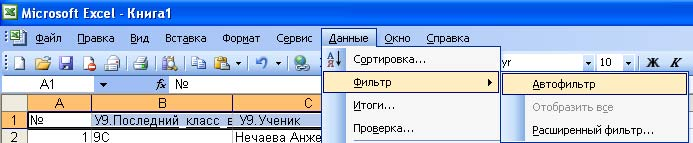 Microsoft Excel - Книга1
Файл Правка Вид Вставка Формат Сервис Данные Окно Справка
Сортировка... yr 10 Ж К
A1 № Фильтр Автофильтр
A B C Итоги... Отобразить все
1 № У9.Последний_класс_в У9.Ученик Проверка... Расширенный фильтр...
2 1 9С Нечаева Анже